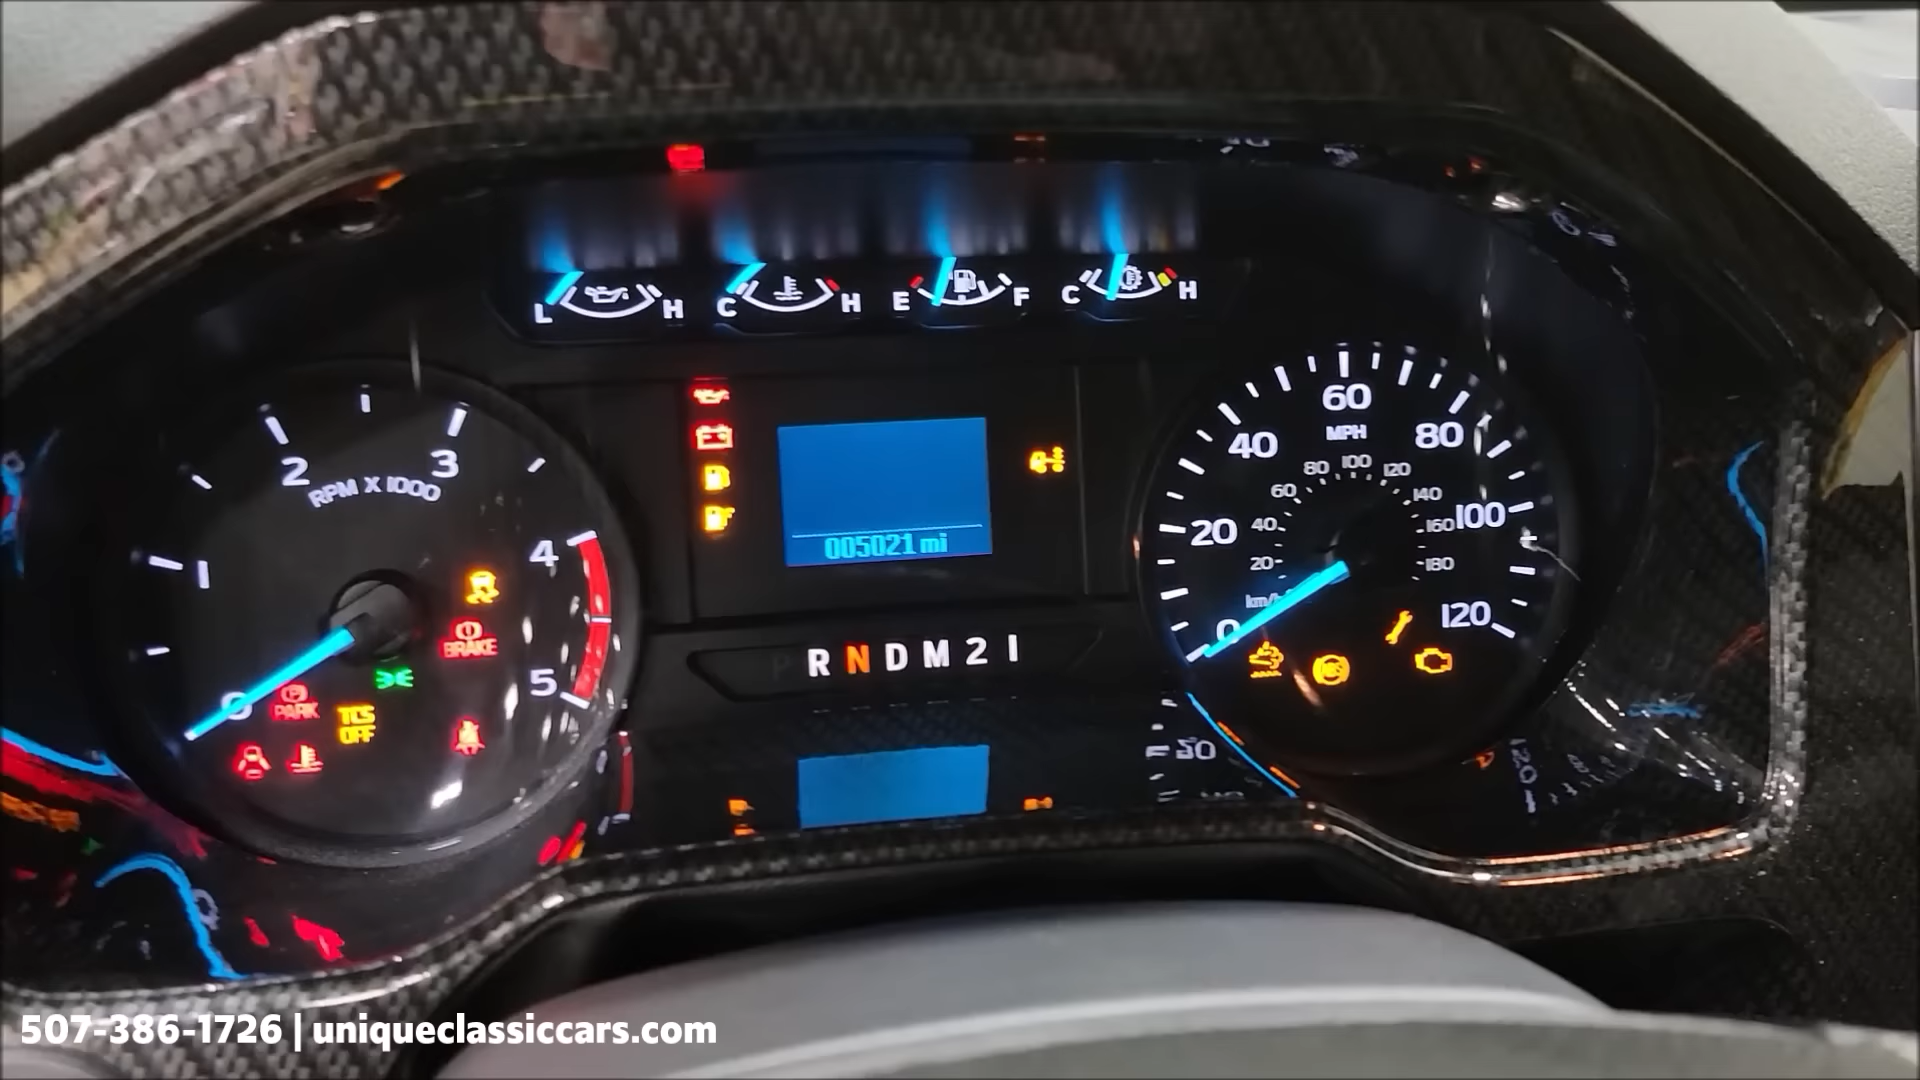 L H C H E F C H
2 3
RPM X 1000
1 4
5
0
BRAKE
PARK
TCS
OFF
005021 mi
P R N D M 2 1
60
MPH
40 80
80 100 120
60 140
20 40 160 100
20 180
km/h
0 120
507-386-1726 | uniqueclassiccars.com